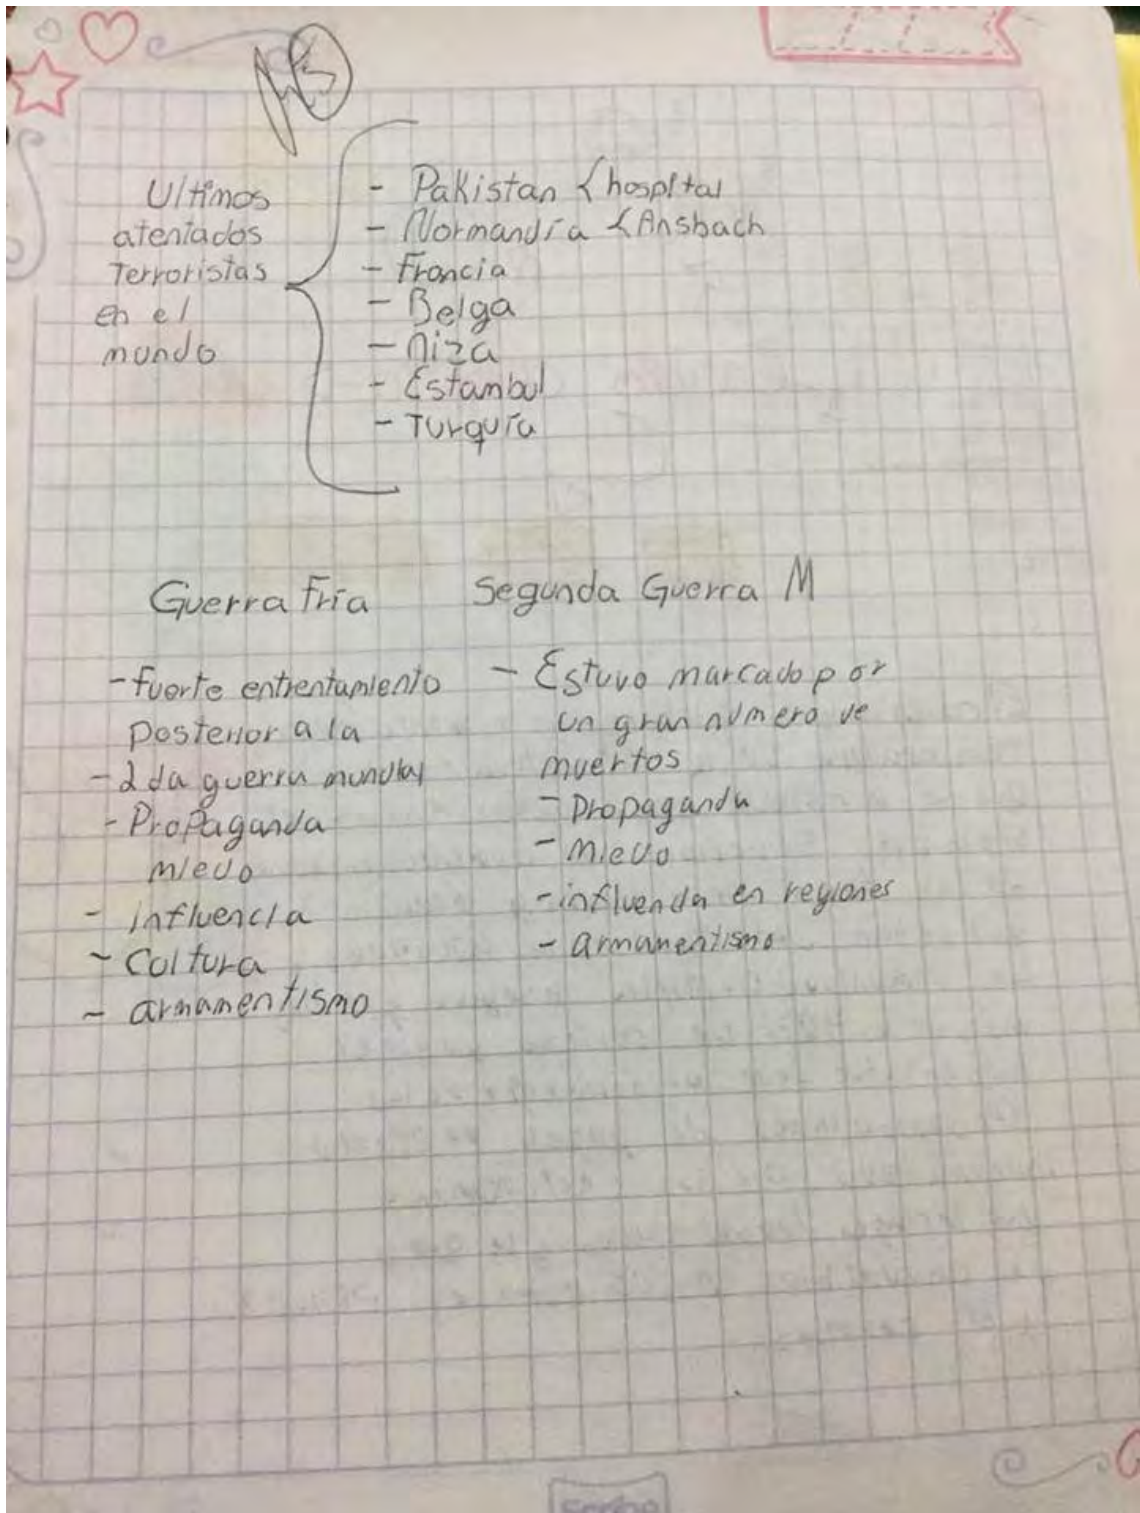 Ultimos
atentados
Terroristas
en el
mundo
- Pakistan { hospital
- Normandía { Ansbach
- Francia
- Belga
- niza
- Estambul
- Turquía
Guerra Fría
- fuerte enfrentamiento
posterior a la
- 2da guerra mundial
- Propaganda
miedo
- influencia
- Cultura
- armamentismo
Segunda Guerra M
- Estuvo marcado por
un gran número de
muertos
- propaganda
- miedo
- influencia en regiones
- armamentismo
Scribe